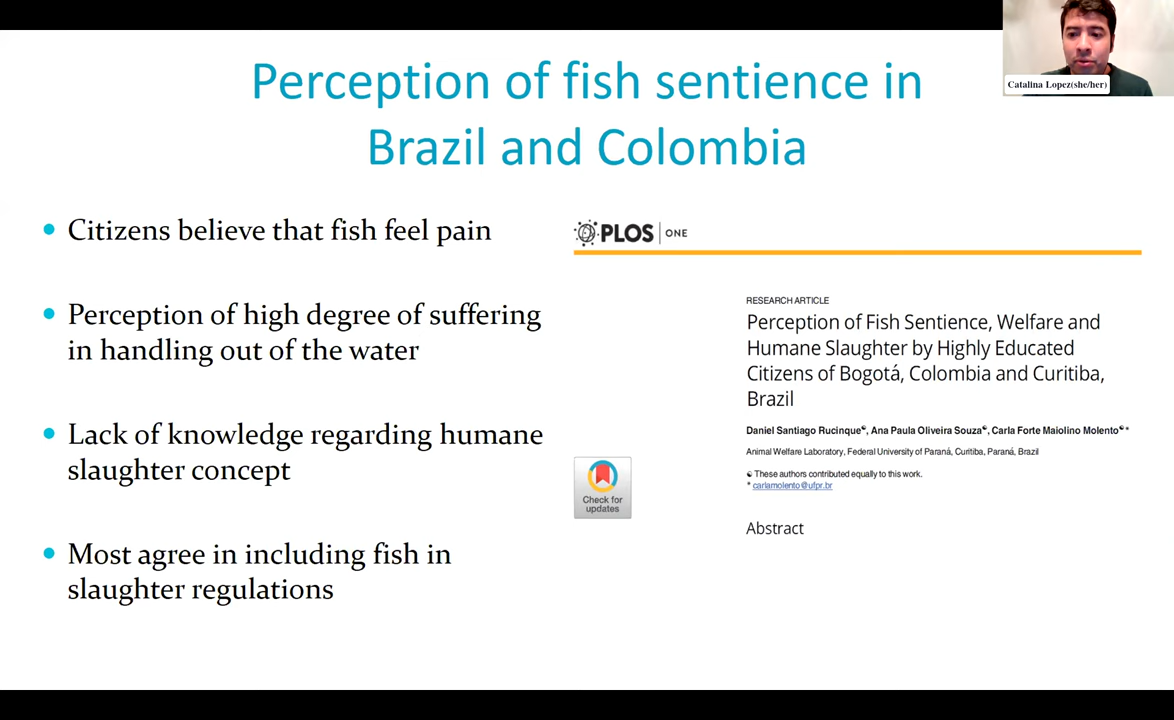 Catalina Lopez(she/her)
Perception of fish sentience in
Brazil and Colombia
• Citizens believe that fish feel pain
• Perception of high degree of suffering
in handling out of the water
• Lack of knowledge regarding humane
slaughter concept
• Most agree in including fish in
slaughter regulations
PLOS ONE
RESEARCH ARTICLE
Perception of Fish Sentience, Welfare and
Humane Slaughter by Highly Educated
Citizens of Bogotá, Colombia and Curitiba,
Brazil
Daniel Santiago Rucinque☯, Ana Paula Oliveira Souza☯, Carla Forte Maiolino Molento☯*
Animal Welfare Laboratory, Federal University of Paraná, Curitiba, Paraná, Brazil
☯ These authors contributed equally to this work.
* carlamolento@ufpr.br
Check for
updates
Abstract